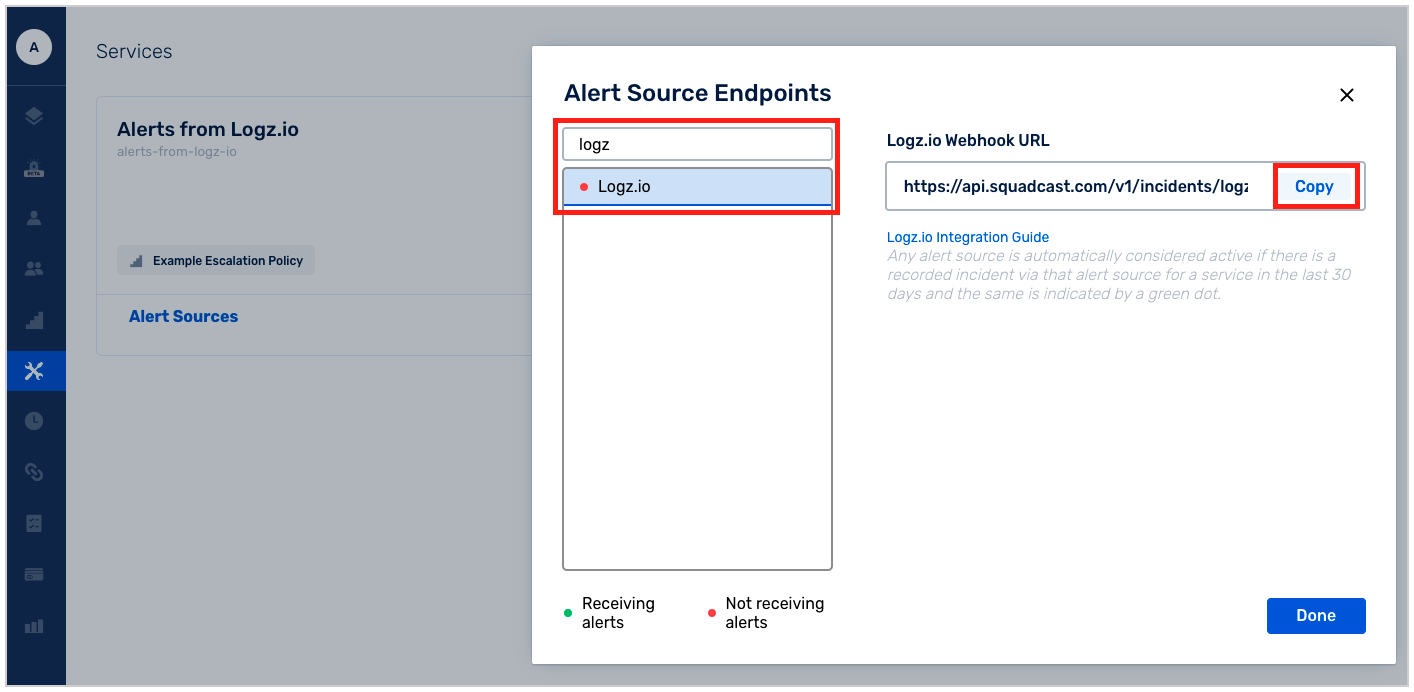 A
Services
Alerts from Logz.io
alerts-from-logz-io
Example Escalation Policy
Alert Sources
BETA
Alert Source Endpoints
logz
Logz.io
Receiving
alerts
Not receiving
alerts
Logz.io Webhook URL
https://api.squadcast.com/v1/incidents/logz
Copy
Logz.io Integration Guide
Any alert source is automatically considered active if there is a
recorded incident via that alert source for a service in the last 30
days and the same is indicated by a green dot.
Done